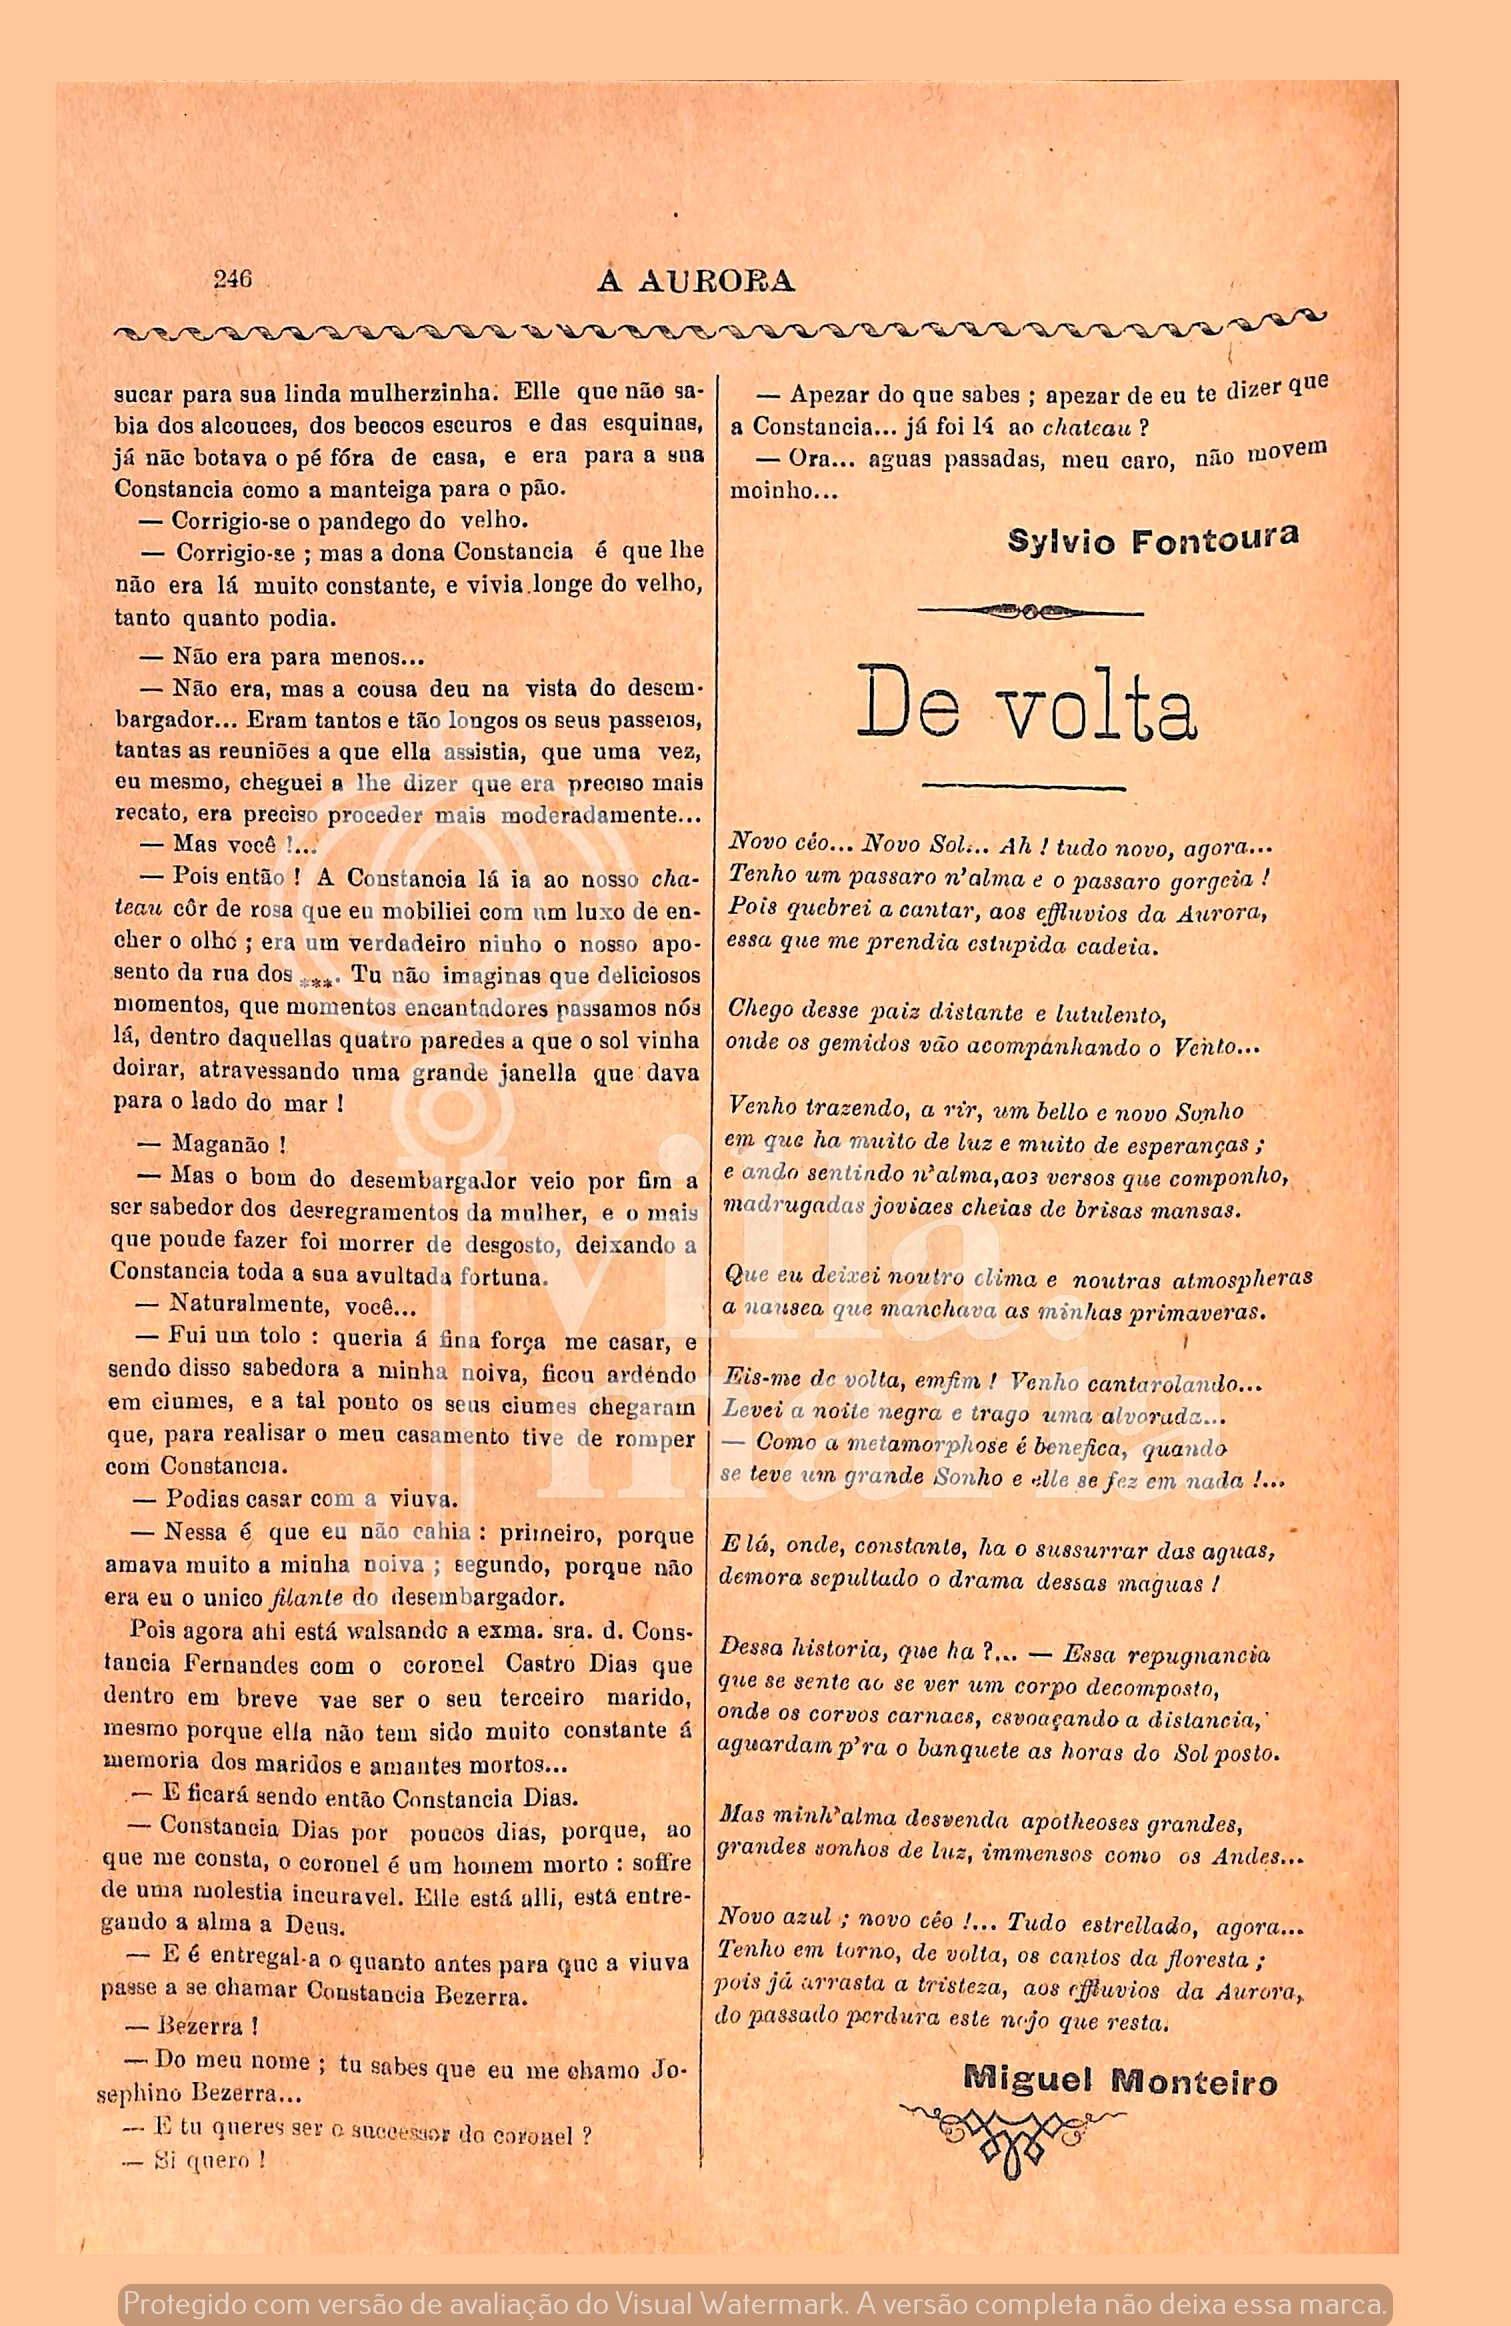 246
A AURORA
sucar para sua linda mulherzinha. Elle que não sa-
bia dos alcouces, dos beccos escuros e das esquinas,
já não botava o pé fóra de casa, e era para a sua
Constancia como a manteiga para o pão.
— Corrigio-se o pandego do velho.
— Corrigio-se ; mas a dona Constancia é que lhe
não era lá muito constante, e vivia longe do velho,
tanto quanto podia.
— Não era para menos...
— Não era, mas a cousa deu na vista do desem-
bargador... Eram tantos e tão longos os seus passeios,
tantas as reuniões a que ella assistia, que uma vez,
eu mesmo, cheguei a lhe dizer que era preciso mais
recato, era preciso proceder mais moderadamente...
— Mas você !...
— Pois então ! A Constancia lá ia ao nosso cha-
teau côr de rosa que eu mobiliei com um luxo de en-
cher o olho ; era um verdadeiro ninho o nosso apo-
sento da rua dos ***. Tu não imaginas que deliciosos
momentos, que momentos encantadores passamos nós
lá, dentro daquellas quatro paredes a que o sol vinha
doirar, atravessando uma grande janella que dava
para o lado do mar !
— Maganão !
— Mas o bom do desembargador veio por fim a
ser sabedor dos desregramentos da mulher, e o mais
que poude fazer foi morrer de desgosto, deixando a
Constancia toda a sua avultada fortuna.
— Naturalmente, você...
— Fui um tolo : queria á fina força me casar, e
sendo disso sabedora a minha noiva, ficou ardendo
em ciumes, e a tal ponto os seus ciumes chegaram
que, para realisar o meu casamento tive de romper
com Constancia.
— Podias casar com a viuva.
— Nessa é que eu não cahia : primeiro, porque
amava muito a minha noiva ; segundo, porque não
era eu o unico filante do desembargador.
Pois agora ahi está walsando a exma. sra. d. Cons-
tancia Fernandes com o coronel Castro Dias que
dentro em breve vae ser o seu terceiro marido,
mesmo porque ella não tem sido muito constante á
memoria dos maridos e amantes mortos...
— E ficará sendo então Constancia Dias.
— Constancia Dias por poucos dias, porque, ao
que me consta, o coronel é um homem morto : soffre
de uma molestia incuravel. Elle está alli, está entre-
gando a alma a Deus.
— E é entregal-a o quanto antes para que a viuva
passe a se chamar Constancia Bezerra.
— Bezerra !
— Do meu nome ; tu sabes que eu me chamo Jo-
sephino Bezerra...
— E tu queres ser o successor do coronel ?
— Si quero !
— Apezar do que sabes ; apezar de eu te dizer que
a Constancia... já foi lá ao chateau ?
— Ora... aguas passadas, meu caro, não movem
moinho...
Sylvio Fontoura
De volta
Novo céo... Novo Sol... Ah ! tudo novo, agora...
Tenho um passaro n'alma e o passaro gorgeia !
Pois quebrei a cantar, aos effluvios da Aurora,
essa que me prendia estupida cadeia.
Chego desse paiz distante e lutulento,
onde os gemidos vão acompanhando o Vento...
Venho trazendo, a rir, um bello e novo Sonho
em que ha muito de luz e muito de esperanças ;
e ando sentindo n'alma, aos versos que componho,
madrugadas joviaes cheias de brisas mansas.
Que eu deixei noutro clima e noutras atmospheras
a nausea que manchava as minhas primaveras.
Eis-me de volta, emfim ! Venho cantarolando...
Levei a noite negra e trago uma alvorada...
— Como a metamorphose é benefica, quando
se teve um grande Sonho e elle se fez em nada !...
E lá, onde, constante, ha o sussurrar das aguas,
demora sepultado o drama dessas maguas !
Dessa historia, que ha ?... — Essa repugnancia
que se sente ao se ver um corpo decomposto,
onde os corvos carnaes, esvoaçando a distancia,
aguardam p'ra o banquete as horas do Sol posto.
Mas minh'alma desvenda apotheoses grandes,
grandes sonhos de luz, immensos como os Andes...
Novo azul ; novo céo !... Tudo estrellado, agora...
Tenho em torno, de volta, os cantos da floresta ;
pois já arrasta a tristeza, aos effluvios da Aurora,
do passado perdura este nojo que resta.
Miguel Monteiro
villa.
maria
Protegido com versão de avaliação do Visual Watermark. A versão completa não deixa essa marca.